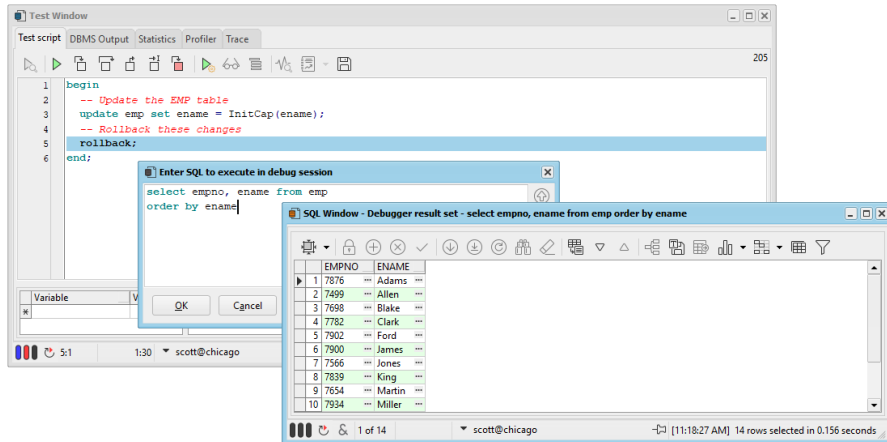 Test Window
Test script DBMS Output Statistics Profiler Trace
205
1 begin
2 -- Update the EMP table
3 update emp set ename = InitCap(ename);
4 -- Rollback these changes
5 rollback;
6 end;
Variable
5:1 1:30 scott@chicago
Enter SQL to execute in debug session
select empno, ename from emp
order by ename
OK Cancel
SQL Window - Debugger result set - select empno, ename from emp order by ename
EMPNO ENAME
1 7876 ··· Adams ···
2 7499 ··· Allen ···
3 7698 ··· Blake ···
4 7782 ··· Clark ···
5 7902 ··· Ford ···
6 7900 ··· James ···
7 7566 ··· Jones ···
8 7839 ··· King ···
9 7654 ··· Martin ···
10 7934 ··· Miller ···
& 1 of 14 scott@chicago [11:18:27 AM] 14 rows selected in 0.156 seconds